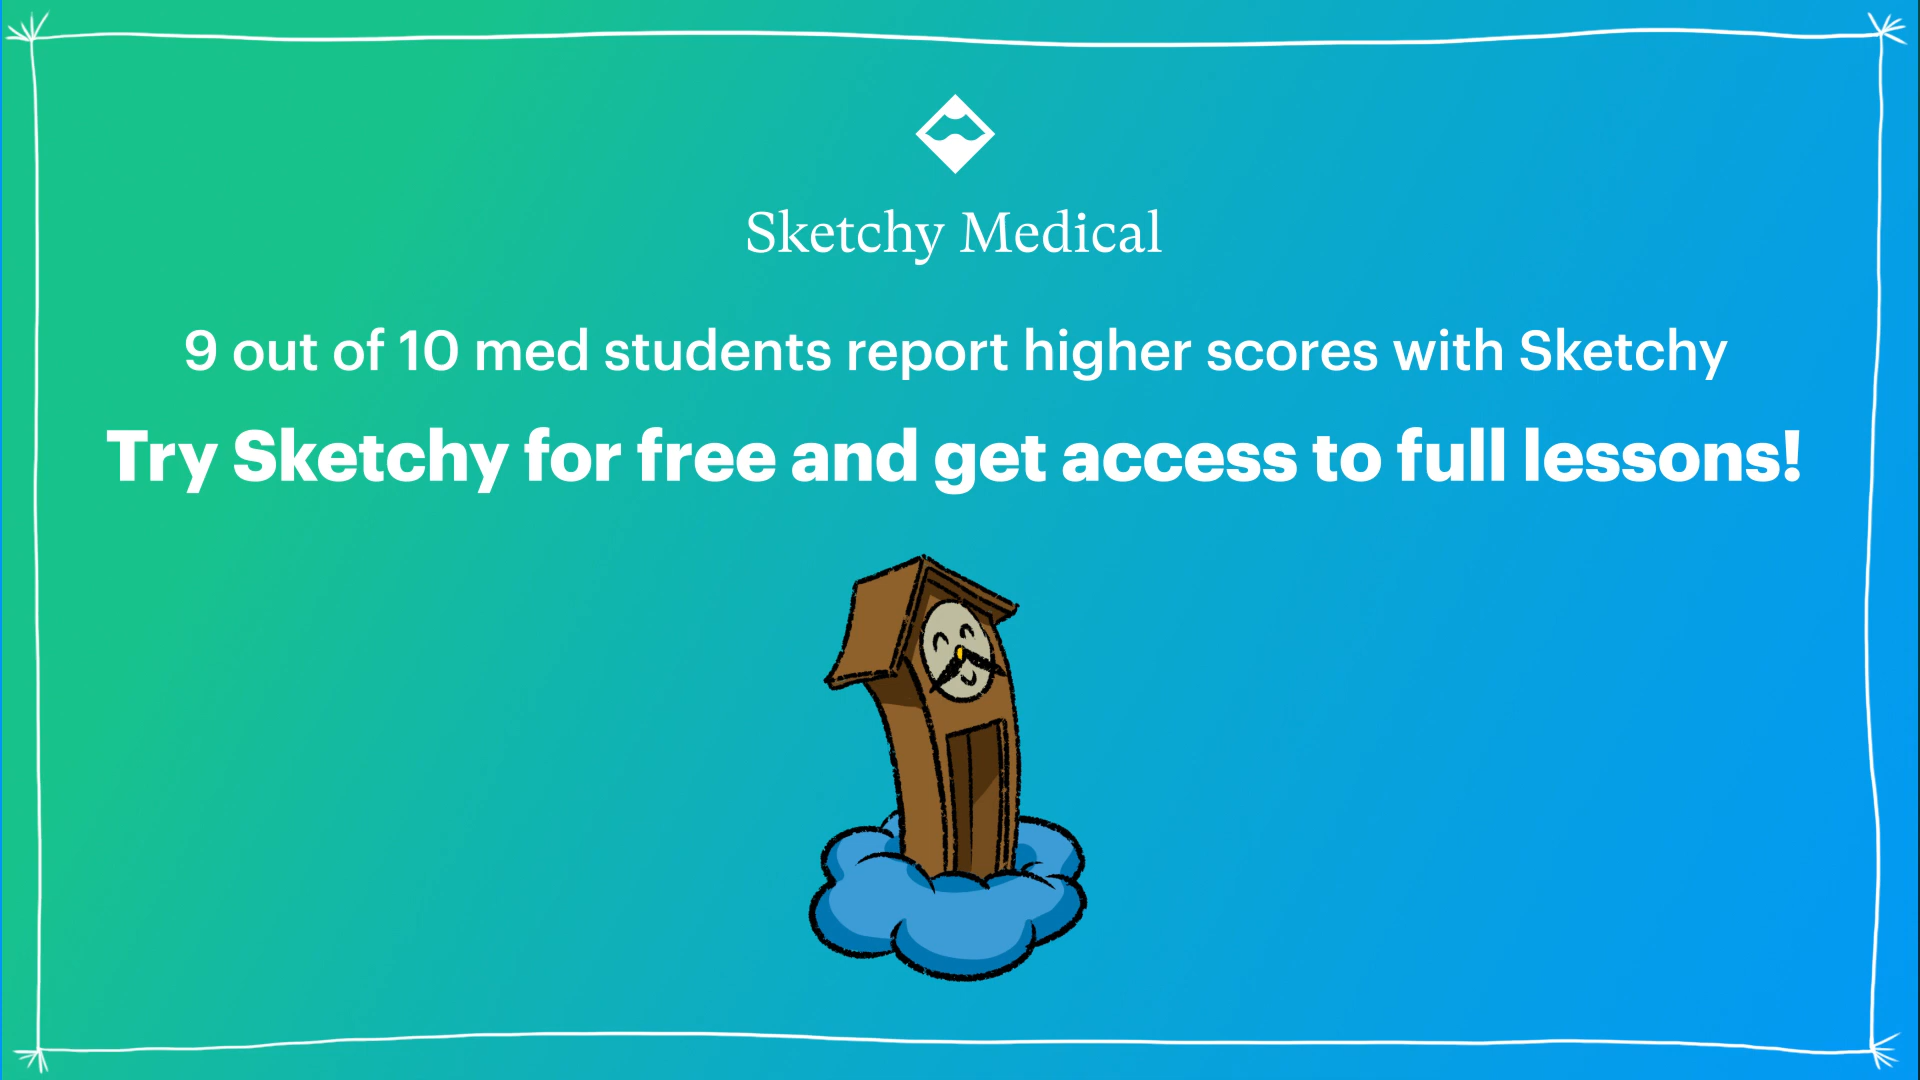 Sketchy Medical
9 out of 10 med students report higher scores with Sketchy
Try Sketchy for free and get access to full lessons!